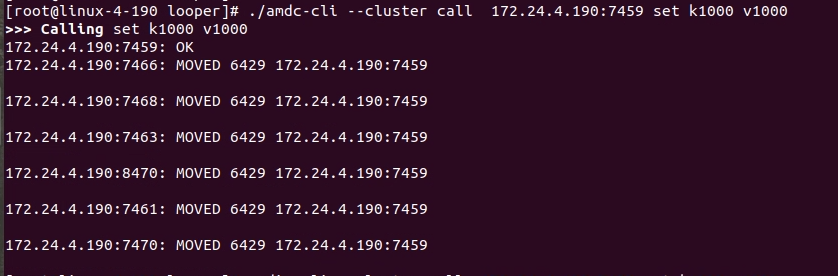 [root@linux-4-190 looper]# ./amdc-cli --cluster call  172.24.4.190:7459 set k1000 v1000
>>> Calling set k1000 v1000
172.24.4.190:7459: OK
172.24.4.190:7466: MOVED 6429 172.24.4.190:7459
172.24.4.190:7468: MOVED 6429 172.24.4.190:7459
172.24.4.190:7463: MOVED 6429 172.24.4.190:7459
172.24.4.190:8470: MOVED 6429 172.24.4.190:7459
172.24.4.190:7461: MOVED 6429 172.24.4.190:7459
172.24.4.190:7470: MOVED 6429 172.24.4.190:7459